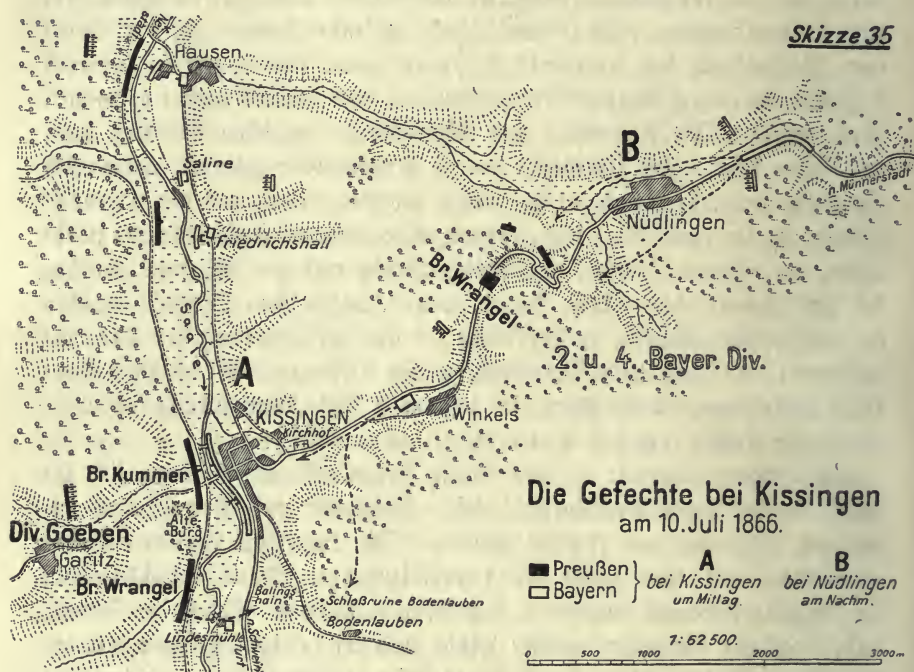 Skizze 35
Hausen
Saline
B
n. Münnerstadt
Friedrichshall
Nüdlingen
Br. Wrangel
Saale
A
2. u. 4. Bayer. Div.
KISSINGEN
Kirchhof
Winkels
Br. Kummer
Die Gefechte bei Kissingen
am 10. Juli 1866.
Alte
Burg
Div. Goeben
Garitz
Preußen
Bayern
A
bei Kissingen
um Mittag.
B
bei Nüdlingen
am Nachm.
Br. Wrangel
Balings
hain
Schloßruine Bodenlauben
Bodenlauben
Lindesmühle
1:62 500.
500
0
1000
2000
3000m